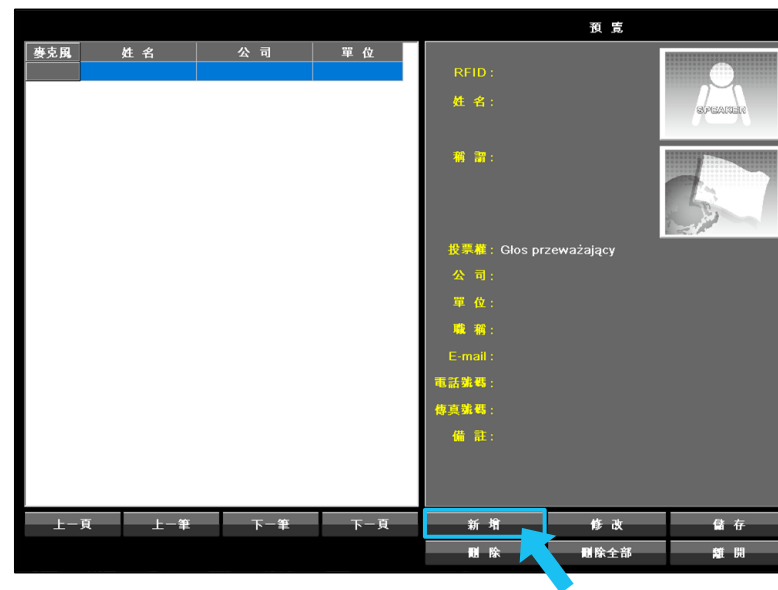 預 覽
麥克風 姓 名 公 司 單 位
RFID :
姓 名 :
SPEAKER
稱 謂 :
投票權 : Głos przeważający
公 司 :
單 位 :
職 稱 :
E-mail :
電話號碼 :
傳真號碼 :
備 註 :
上一頁 上一筆 下一筆 下一頁 新 增 修 改 儲 存
刪 除 刪除全部 離 開